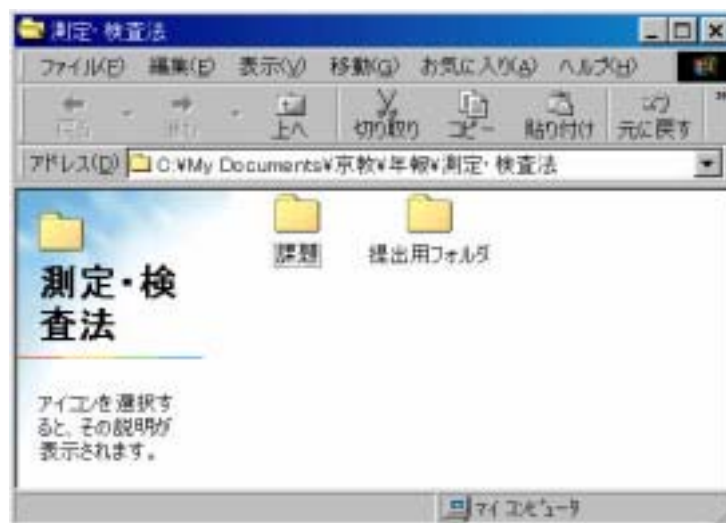 測定・検査法
ファイル(F) 編集(E) 表示(V) 移動(G) お気に入り(A) ヘルプ(H)
戻る 進む 上へ 切り取り コピー 貼り付け 元に戻す
アドレス(D) C:¥My Documents¥京教¥年報¥測定・検査法
課題 提出用フォルダ
測定・検
査法
アイコンを選択す
ると、その説明が
表示されます。
マイ コンピュータ